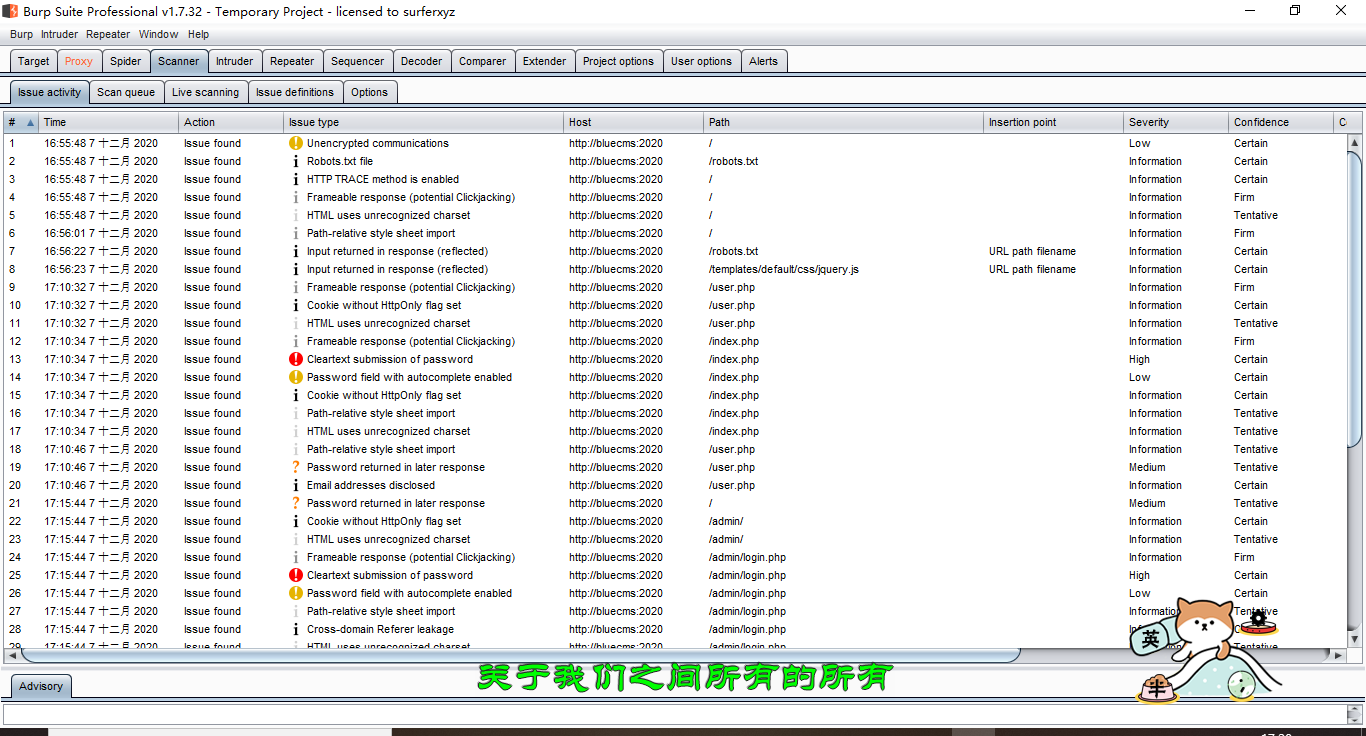 Burp Suite Professional v1.7.32 - Temporary Project - licensed to surferxyz
Burp Intruder Repeater Window Help
Target Proxy Spider Scanner Intruder Repeater Sequencer Decoder Comparer Extender Project options User options Alerts
Issue activity Scan queue Live scanning Issue definitions Options
# Time Action Issue type Host Path Insertion point Severity Confidence
1 16:55:48 7 十二月 2020 Issue found Unencrypted communications http://bluecms:2020 / Low Certain
2 16:55:48 7 十二月 2020 Issue found Robots.txt file http://bluecms:2020 /robots.txt Information Certain
3 16:55:48 7 十二月 2020 Issue found HTTP TRACE method is enabled http://bluecms:2020 / Information Certain
4 16:55:48 7 十二月 2020 Issue found Frameable response (potential Clickjacking) http://bluecms:2020 / Information Firm
5 16:55:48 7 十二月 2020 Issue found HTML uses unrecognized charset http://bluecms:2020 / Information Tentative
6 16:56:01 7 十二月 2020 Issue found Path-relative style sheet import http://bluecms:2020 / Information Firm
7 16:56:22 7 十二月 2020 Issue found Input returned in response (reflected) http://bluecms:2020 /robots.txt URL path filename Information Certain
8 16:56:23 7 十二月 2020 Issue found Input returned in response (reflected) http://bluecms:2020 /templates/default/css/jquery.js URL path filename Information Certain
9 17:10:32 7 十二月 2020 Issue found Frameable response (potential Clickjacking) http://bluecms:2020 /user.php Information Firm
10 17:10:32 7 十二月 2020 Issue found Cookie without HttpOnly flag set http://bluecms:2020 /user.php Information Certain
11 17:10:32 7 十二月 2020 Issue found HTML uses unrecognized charset http://bluecms:2020 /user.php Information Tentative
12 17:10:34 7 十二月 2020 Issue found Frameable response (potential Clickjacking) http://bluecms:2020 /index.php Information Firm
13 17:10:34 7 十二月 2020 Issue found Cleartext submission of password http://bluecms:2020 /index.php High Certain
14 17:10:34 7 十二月 2020 Issue found Password field with autocomplete enabled http://bluecms:2020 /index.php Low Certain
15 17:10:34 7 十二月 2020 Issue found Cookie without HttpOnly flag set http://bluecms:2020 /index.php Information Certain
16 17:10:34 7 十二月 2020 Issue found Path-relative style sheet import http://bluecms:2020 /index.php Information Tentative
17 17:10:34 7 十二月 2020 Issue found HTML uses unrecognized charset http://bluecms:2020 /index.php Information Tentative
18 17:10:46 7 十二月 2020 Issue found Path-relative style sheet import http://bluecms:2020 /user.php Information Tentative
19 17:10:46 7 十二月 2020 Issue found Password returned in later response http://bluecms:2020 /user.php Medium Tentative
20 17:10:46 7 十二月 2020 Issue found Email addresses disclosed http://bluecms:2020 /user.php Information Certain
21 17:15:44 7 十二月 2020 Issue found Password returned in later response http://bluecms:2020 / Medium Tentative
22 17:15:44 7 十二月 2020 Issue found Cookie without HttpOnly flag set http://bluecms:2020 /admin/ Information Certain
23 17:15:44 7 十二月 2020 Issue found HTML uses unrecognized charset http://bluecms:2020 /admin/ Information Tentative
24 17:15:44 7 十二月 2020 Issue found Frameable response (potential Clickjacking) http://bluecms:2020 /admin/login.php Information Firm
25 17:15:44 7 十二月 2020 Issue found Cleartext submission of password http://bluecms:2020 /admin/login.php High Certain
26 17:15:44 7 十二月 2020 Issue found Password field with autocomplete enabled http://bluecms:2020 /admin/login.php Low Certain
27 17:15:44 7 十二月 2020 Issue found Path-relative style sheet import http://bluecms:2020 /admin/login.php Information Tentative
28 17:15:44 7 十二月 2020 Issue found Cross-domain Referer leakage http://bluecms:2020 /admin/login.php
29 17:15:44 7 十二月 2020 Issue found HTML uses unrecognized charset http://bluecms:2020 /admin/login.php Tentative
英
半
关于我们之间所有的所有
Advisory